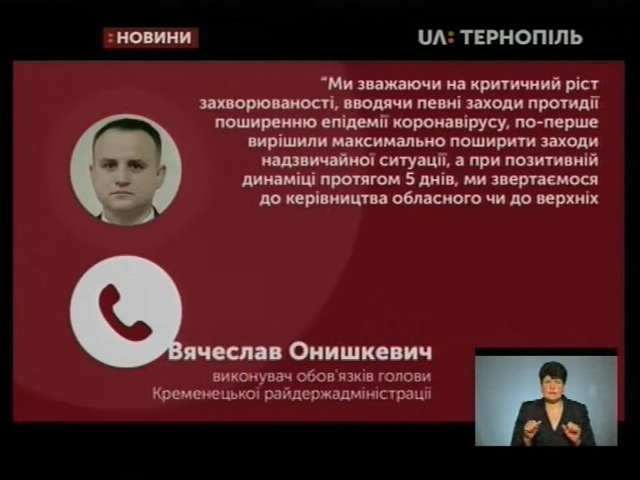 :НОВИНИ
UA: ТЕРНОПІЛЬ
"Ми зважаючи на критичний ріст
захворюваності, вводячи певні заходи протидії
поширенню епідемії коронавірусу, по-перше
вирішили максимально поширити заходи
надзвичайної ситуації, а при позитивній
динаміці протягом 5 днів, ми звертаємося
до керівництва обласного чи до верхніх
Вячеслав Онишкевич
виконувач обов'язків голови
Кременецької райдержадміністрації